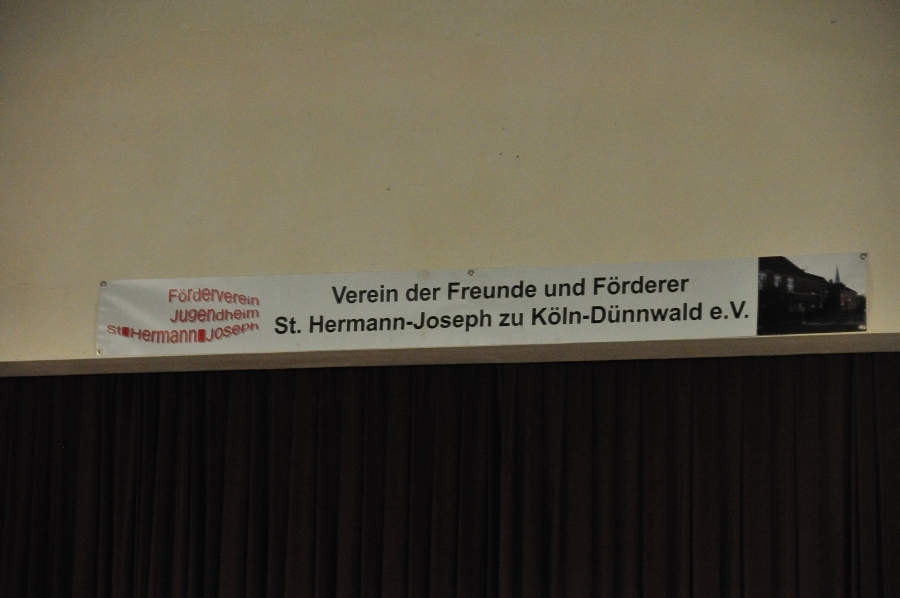 Förderverein
Jugendheim
St■Hermann■Joseph
Verein der Freunde und Förderer
St. Hermann-Joseph zu Köln-Dünnwald e.V.